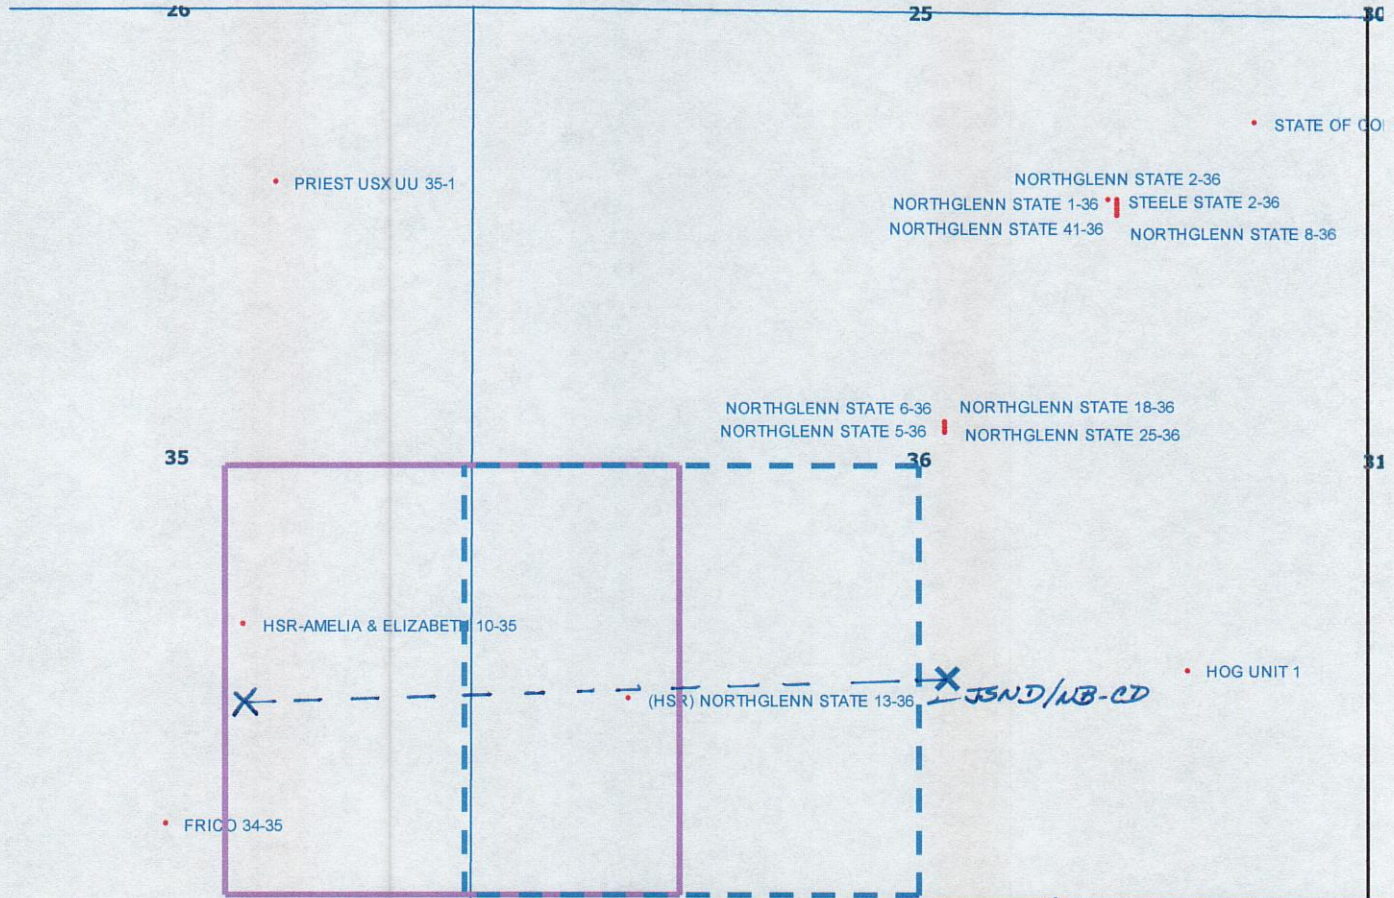 26
25
30
STATE OF CO
PRIEST USX UU 35-1
NORTHGLENN STATE 2-36
NORTHGLENN STATE 1-36
STEELE STATE 2-36
NORTHGLENN STATE 41-36
NORTHGLENN STATE 8-36
NORTHGLENN STATE 6-36
NORTHGLENN STATE 18-36
NORTHGLENN STATE 5-36
NORTHGLENN STATE 25-36
35
36
31
HSR-AMELIA & ELIZABETH 10-35
HOG UNIT 1
(HSR) NORTHGLENN STATE 13-36
JSND/NB-CD
FRICO 34-35